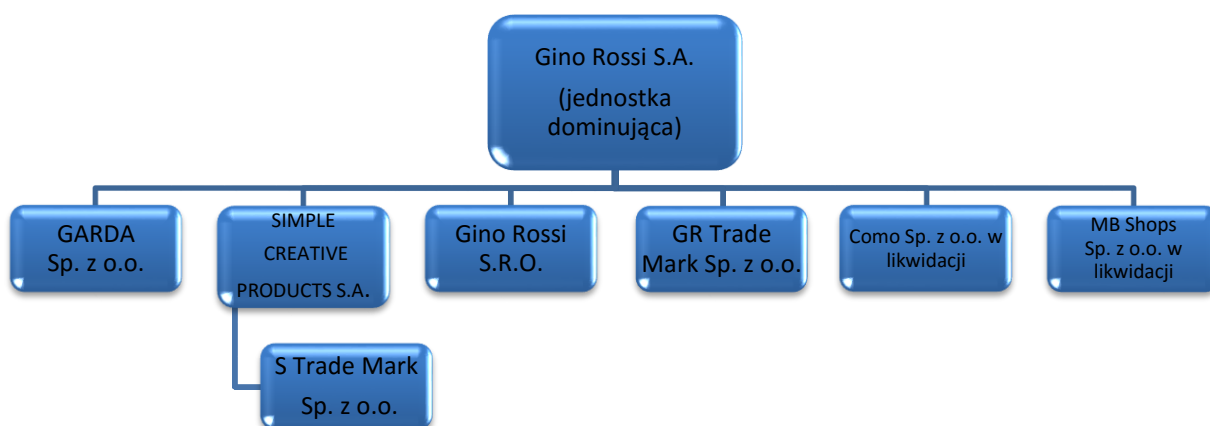 Gino Rossi S.A.
(jednostka
dominująca)
GARDA
Sp. z o.o.
SIMPLE
CREATIVE
PRODUCTS S.A.
Gino Rossi
S.R.O.
GR Trade
Mark Sp. z o.o.
Como Sp. z o.o. w
likwidacji
MB Shops
Sp. z o.o. w
likwidacji
S Trade Mark
Sp. z o.o.